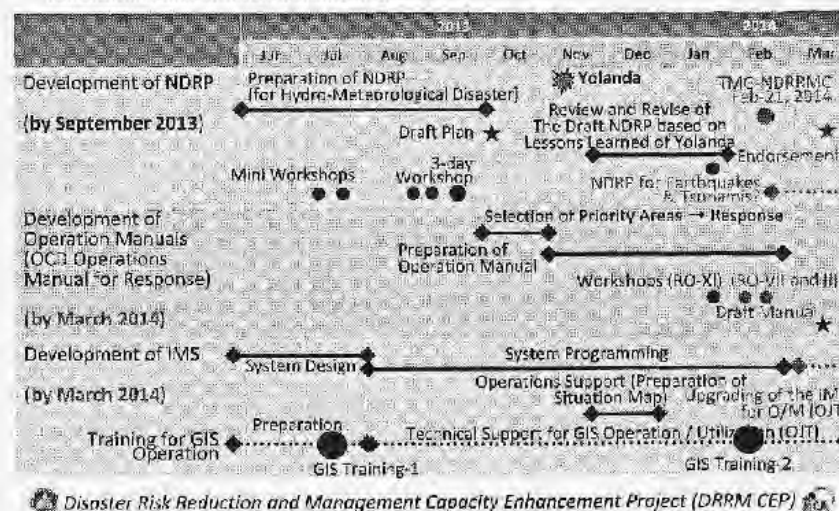 2013
2014
Jun Jul Aug Sep Oct Nov Dec Jan Feb Mar
Development of NDRP
(by September 2013)
Preparation of NDRP
(for Hydro-Meteorological Disaster)
Draft Plan
Yolanda
TMG-NDRRMC
Feb-21, 2014
Review and Revise of
The Draft NDRP based on
Lessons Learned of Yolanda
Endorsement
Mini Workshops
3-day
Workshop
NDRP for Earthquakes
& Tsunamis
Development of
Operation Manuals
(OCD Operations
Manual for Response)
(by March 2014)
Selection of Priority Areas → Response
Preparation of
Operation Manual
Workshops (RO-XI) (RO-VII and II)
Draft Manual
Development of IMS
(by March 2014)
System Design
System Programming
Operations Support (Preparation of
Situation Map)
Upgrading of the IM
for O/M (OJ
Training for GIS
Operation
Preparation
Technical Support for GIS Operation / Utilization (OJT)
GIS Training-1
GIS Training-2
Disaster Risk Reduction and Management Capacity Enhancement Project (DRRM CEP)